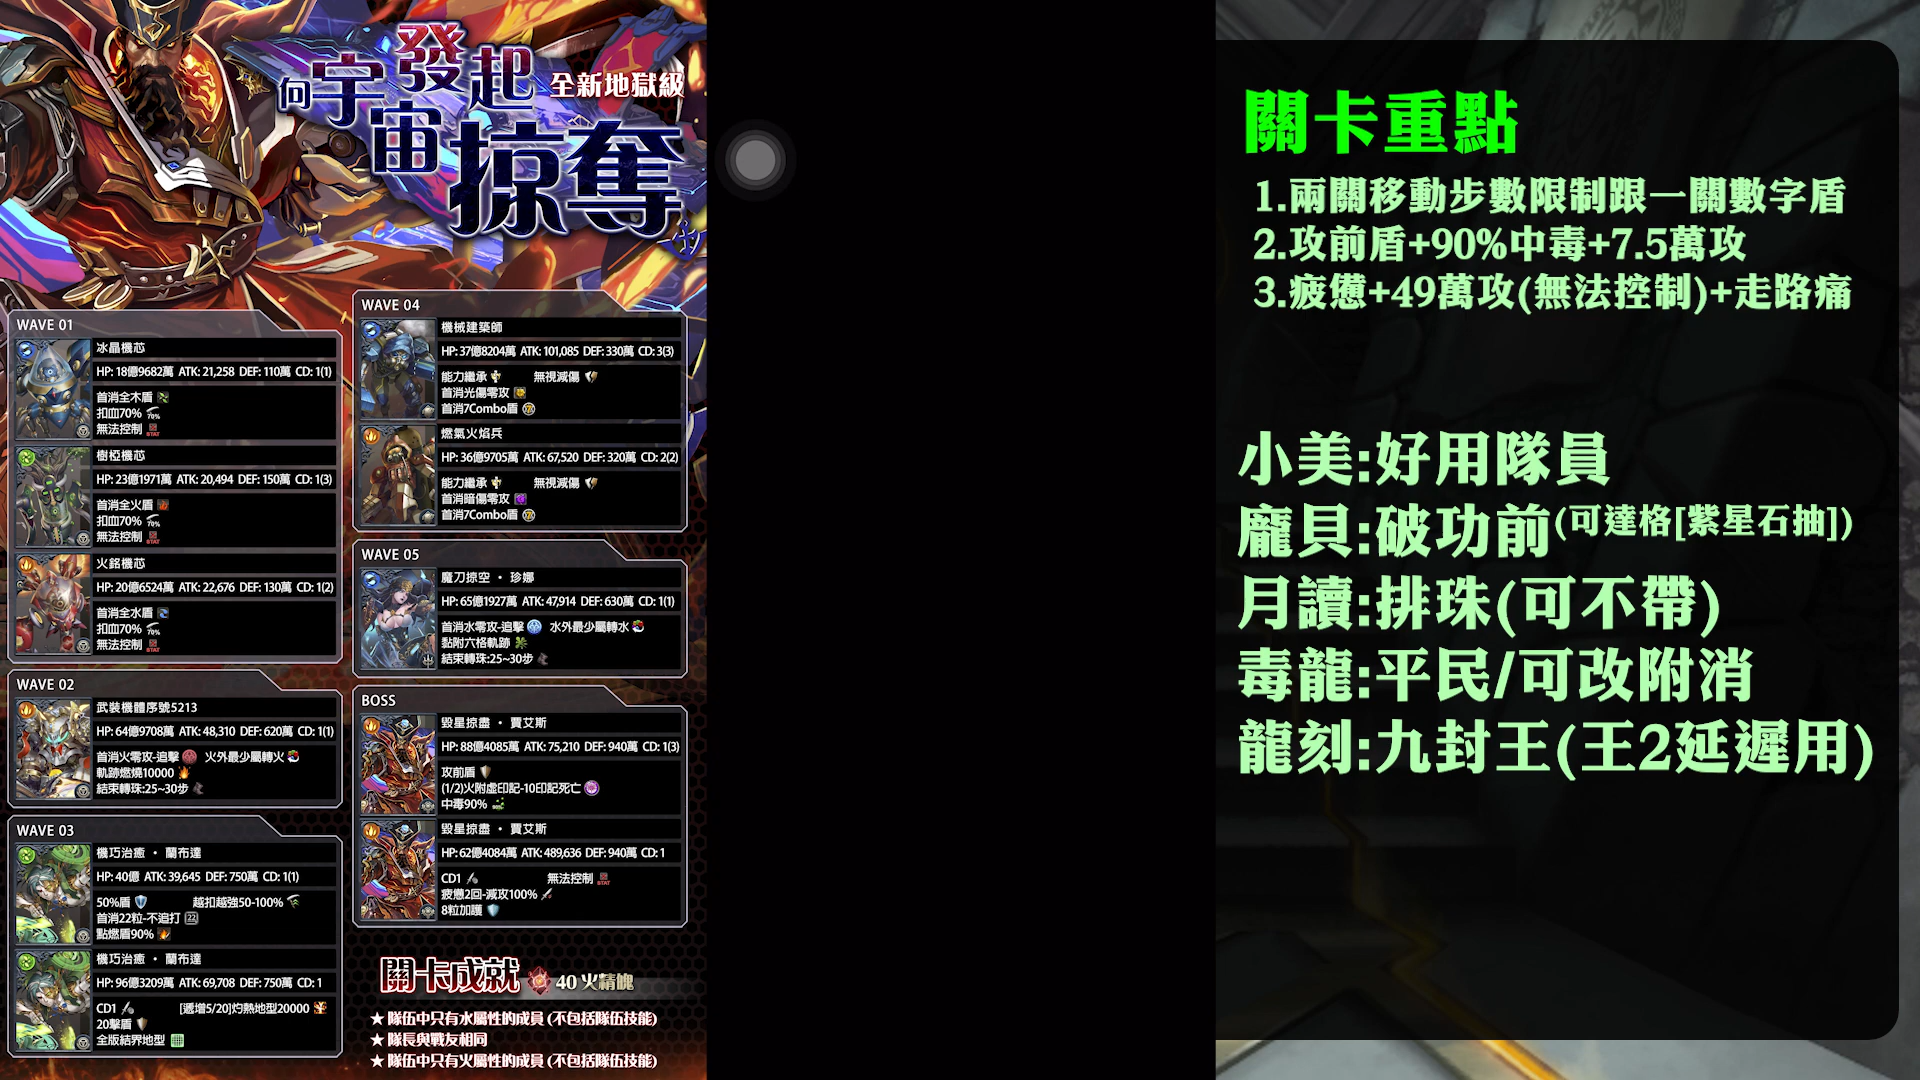 向宇宙發起掠奪
全新地獄級
WAVE 01
冰晶機芯
HP: 18億9682萬 ATK: 21,258 DEF: 110萬 CD: 1(1)
首消全木盾
扣血70% 70%
無法控制 STAT
樹椏機芯
HP: 23億1971萬 ATK: 20,494 DEF: 150萬 CD: 1(3)
首消全火盾
扣血70% 70%
無法控制 STAT
火銘機芯
HP: 20億6524萬 ATK: 22,676 DEF: 130萬 CD: 1(2)
首消全水盾
扣血70% 70%
無法控制 STAT
WAVE 02
武裝機體序號5213
HP: 64億9708萬 ATK: 48,310 DEF: 620萬 CD: 1(1)
首消火零攻-追擊 火外最少屬轉火
軌跡燃燒10000
結束轉珠:25~30步
WAVE 03
機巧治癒 · 蘭布達
HP: 40億 ATK: 39,645 DEF: 750萬 CD: 1(1)
50%盾 越扣越強50-100%
首消22粒-不追打 22
點燃盾90%
機巧治癒 · 蘭布達
HP: 96億3209萬 ATK: 69,708 DEF: 750萬 CD: 1
CD1 [遞增5/20]灼熱地型20000
20擊盾
全版結界地型
WAVE 04
機械建築師
HP: 37億8204萬 ATK: 101,085 DEF: 330萬 CD: 3(3)
能力繼承 無視減傷
首消光傷零攻
首消7Combo盾
燃氣火焰兵
HP: 36億9705萬 ATK: 67,520 DEF: 320萬 CD: 2(2)
能力繼承 無視減傷
首消暗傷零攻
首消7Combo盾
WAVE 05
魔刀掠空 · 珍娜
HP: 65億1927萬 ATK: 47,914 DEF: 630萬 CD: 1(1)
首消水零攻-追擊 水外最少屬轉水
黏附六格軌跡
結束轉珠:25~30步
BOSS
毀星掠盡 · 賈艾斯
HP: 88億4085萬 ATK: 75,210 DEF: 940萬 CD: 1(3)
攻前盾
(1/2)火附虛印記-10印記死亡
中毒90%
毀星掠盡 · 賈艾斯
HP: 62億4084萬 ATK: 489,636 DEF: 940萬 CD: 1
CD1 無法控制 STAT
疲憊2回-減攻100%
8粒加護
關卡成就 40 火精魄
★ 隊伍中只有水屬性的成員 (不包括隊伍技能)
★ 隊長與戰友相同
★ 隊伍中只有火屬性的成員 (不包括隊伍技能)
關卡重點
1.兩關移動步數限制跟一關數字盾
2.攻前盾+90%中毒+7.5萬攻
3.疲憊+49萬攻(無法控制)+走路痛
小美:好用隊員
龐貝:破功前(可達格[紫星石抽])
月讀:排珠(可不帶)
毒龍:平民/可改附消
龍刻:九封王(王2延遲用)